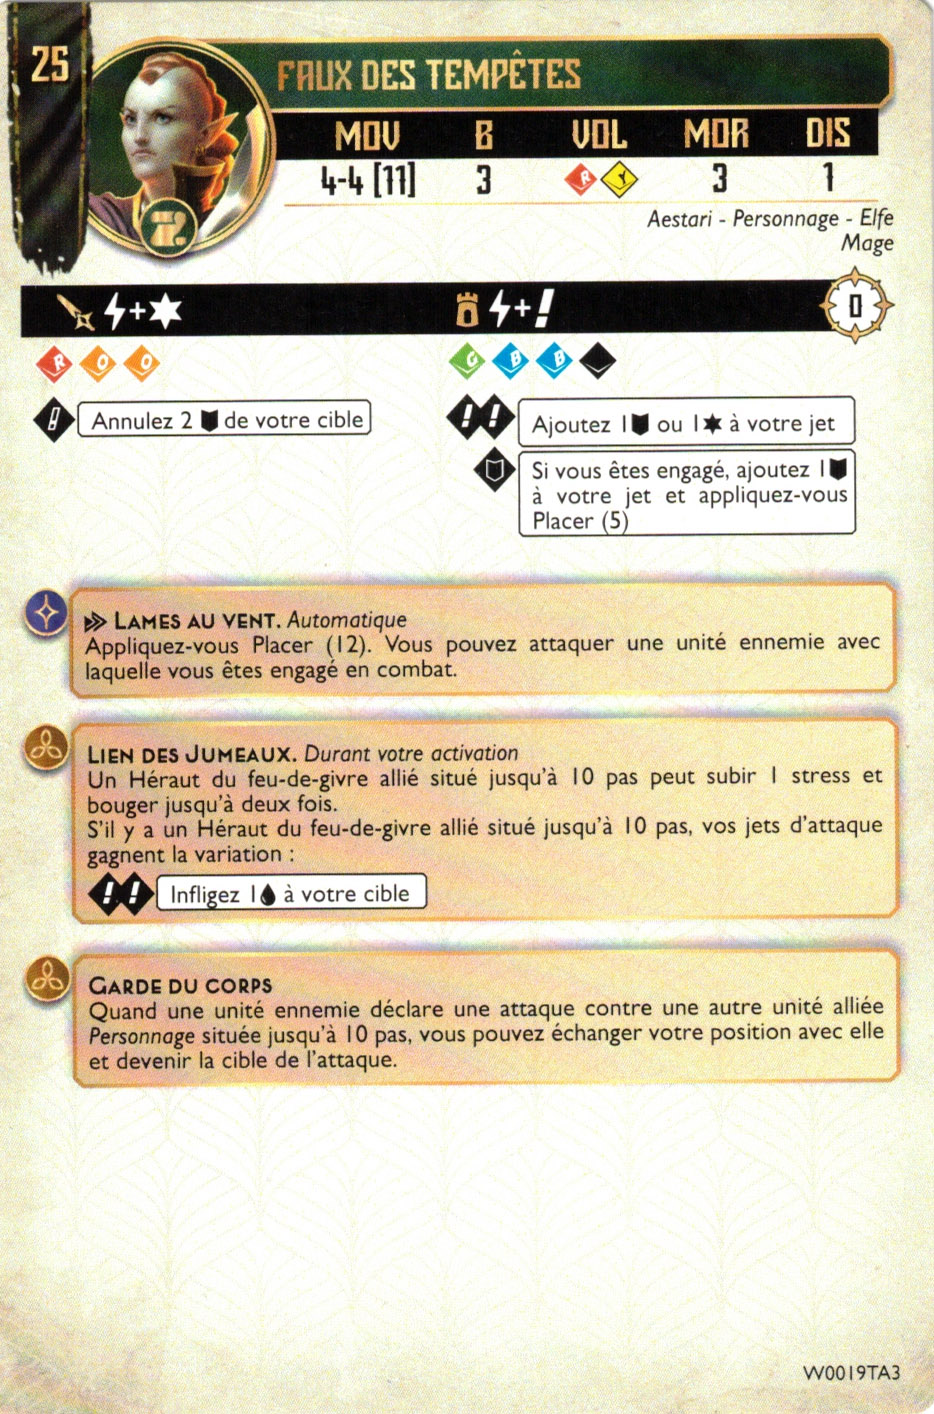 25
FAUX DES TEMPÊTES
MOV B VOL MOR DIS
4-4 [11] 3 R Y 3 1
Aestari - Personnage - Elfe
Mage
+ + ! 0
R O O G B B
Annulez 2 de votre cible
! ! Ajoutez 1 ou 1 à votre jet
Si vous êtes engagé, ajoutez 1
à votre jet et appliquez-vous
Placer (5)
LAMES AU VENT. Automatique
Appliquez-vous Placer (12). Vous pouvez attaquer une unité ennemie avec
laquelle vous êtes engagé en combat.
LIEN DES JUMEAUX. Durant votre activation
Un Héraut du feu-de-givre allié situé jusqu'à 10 pas peut subir 1 stress et
bouger jusqu'à deux fois.
S'il y a un Héraut du feu-de-givre allié situé jusqu'à 10 pas, vos jets d'attaque
gagnent la variation :
! ! Infligez 1 à votre cible
GARDE DU CORPS
Quand une unité ennemie déclare une attaque contre une autre unité alliée
Personnage située jusqu'à 10 pas, vous pouvez échanger votre position avec elle
et devenir la cible de l'attaque.
W0019TA3